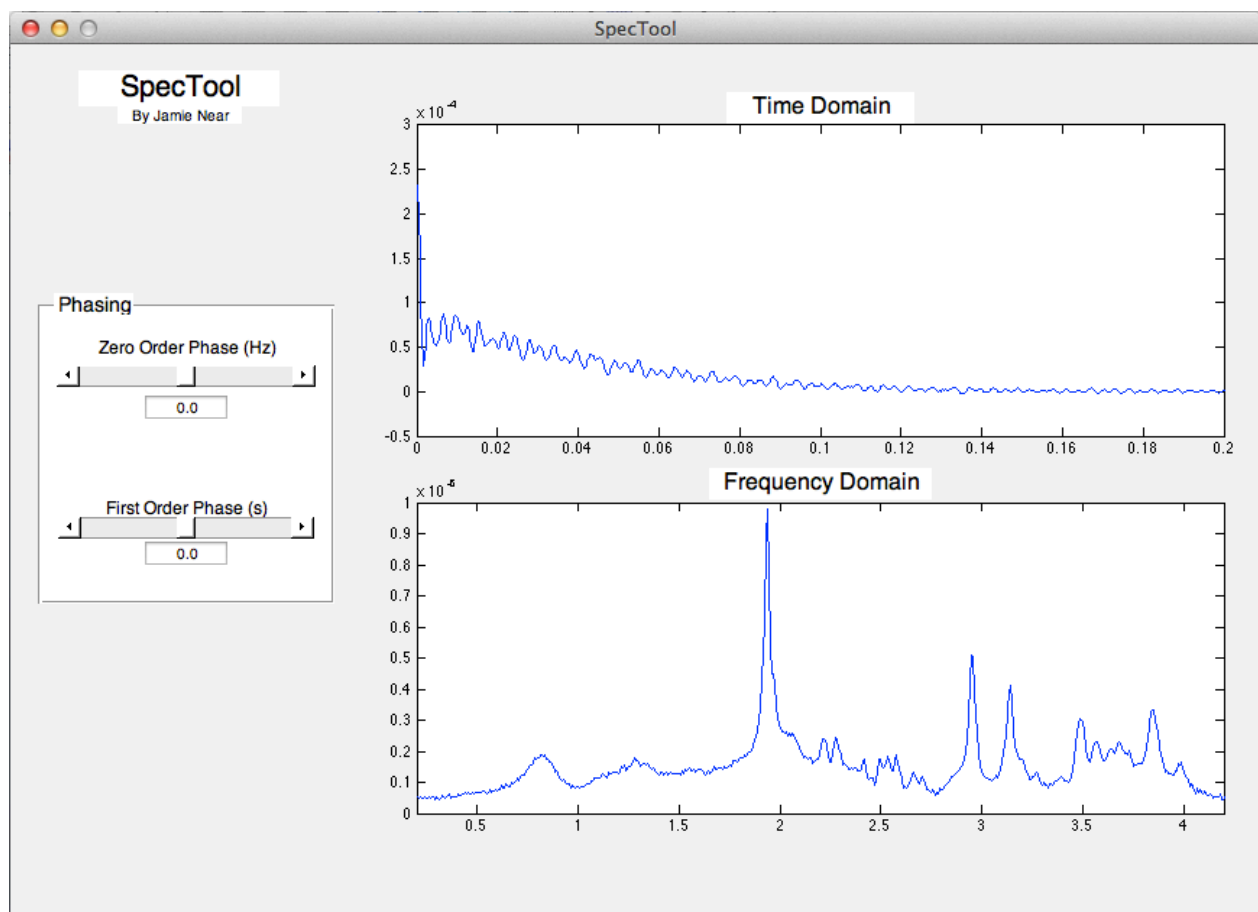 SpecTool
SpecTool
By Jamie Near
Phasing
Zero Order Phase (Hz)
0.0
First Order Phase (s)
0.0
Time Domain
× 10⁻⁴
3
2.5
2
1.5
1
0.5
0
-0.5
0 0.02 0.04 0.06 0.08 0.1 0.12 0.14 0.16 0.18 0.2
Frequency Domain
1
0.9
0.8
0.7
0.6
0.5
0.4
0.3
0.2
0.1
0
0.5 1 1.5 2 2.5 3 3.5 4